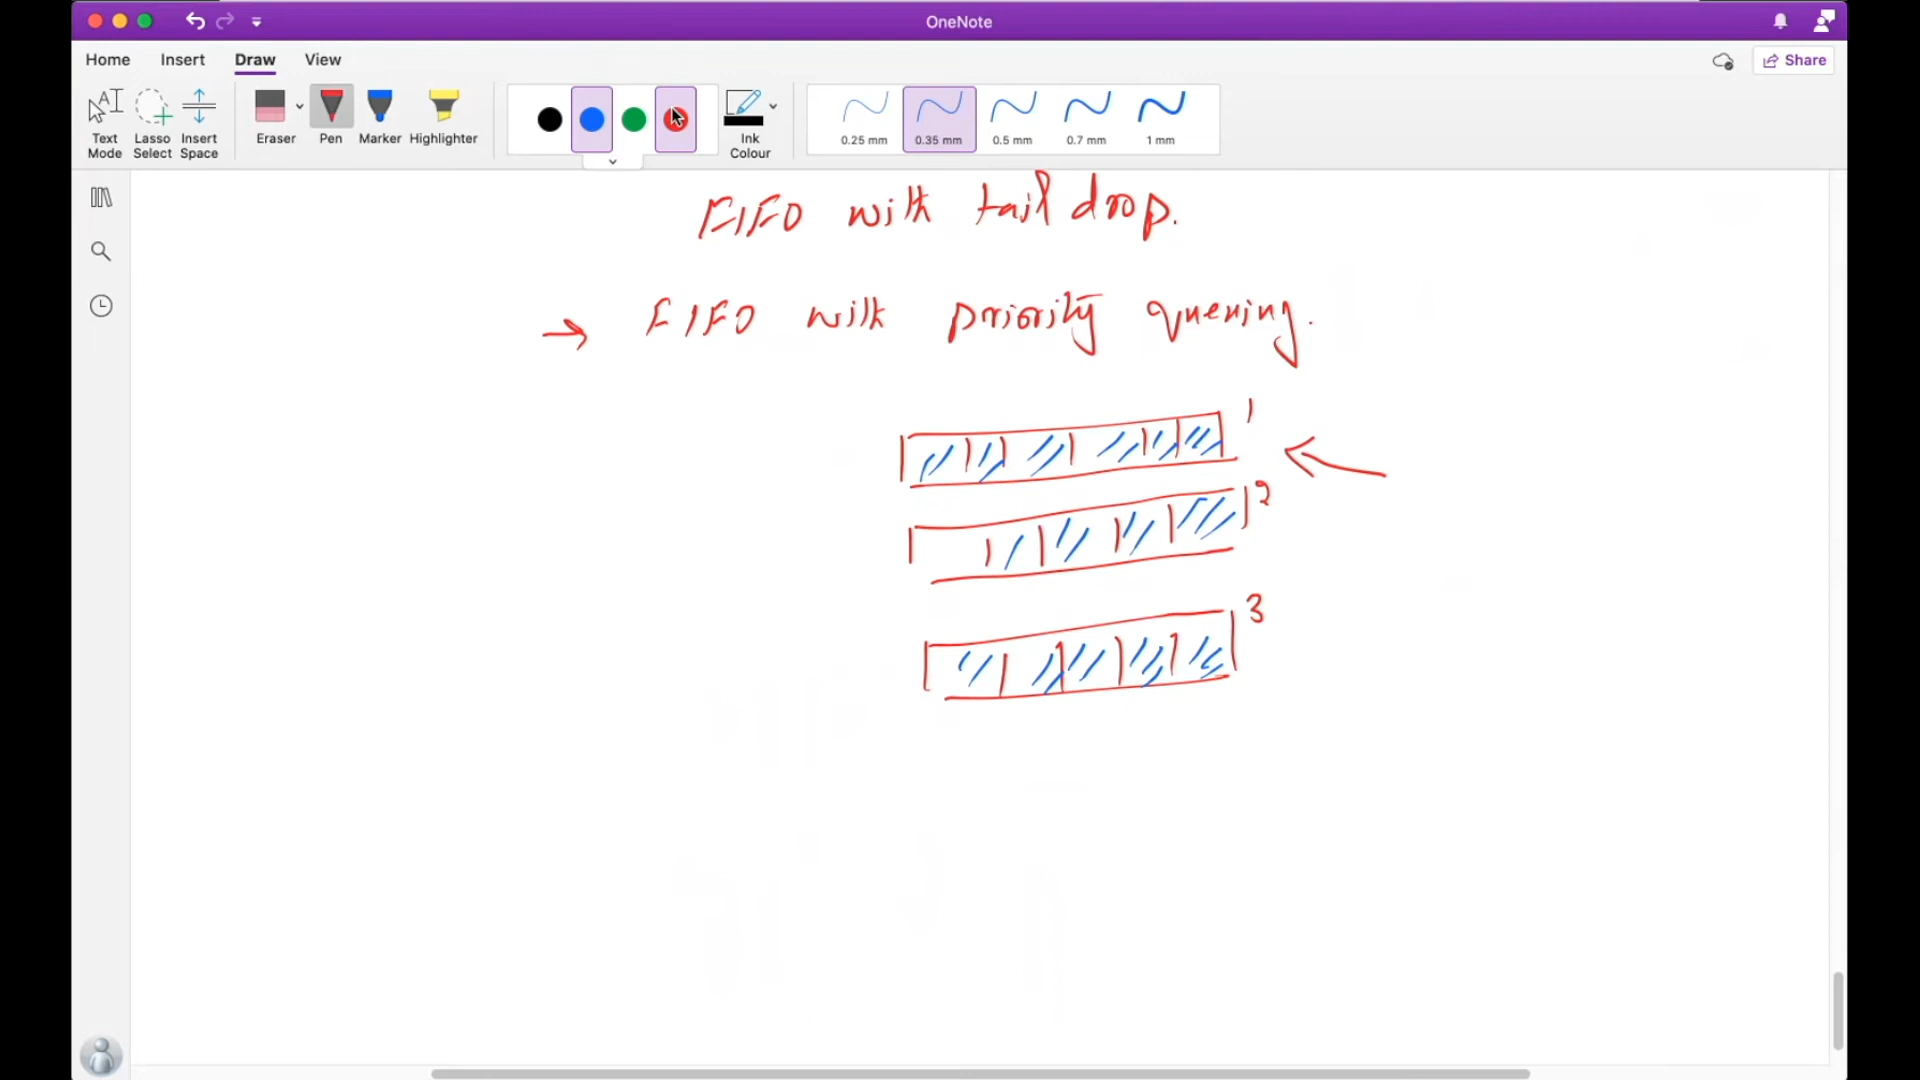 OneNote
Home Insert Draw View Share
Text Mode
Lasso Select
Insert Space
Eraser
Pen
Marker
Highlighter
Ink Colour
0.25 mm
0.35 mm
0.5 mm
0.7 mm
1 mm
FIFO with tail drop.
→ FIFO with priority queuing.
1
2
3